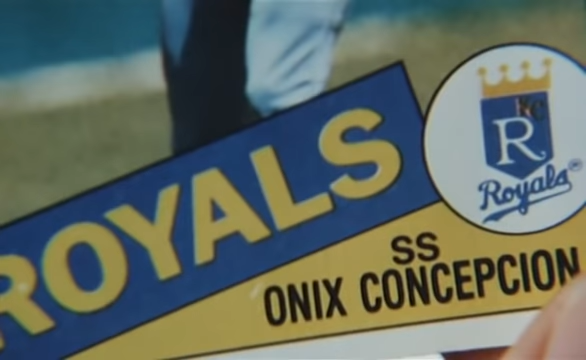 ROYALS
KC
R
Royals
SS
ONIX CONCEPCION